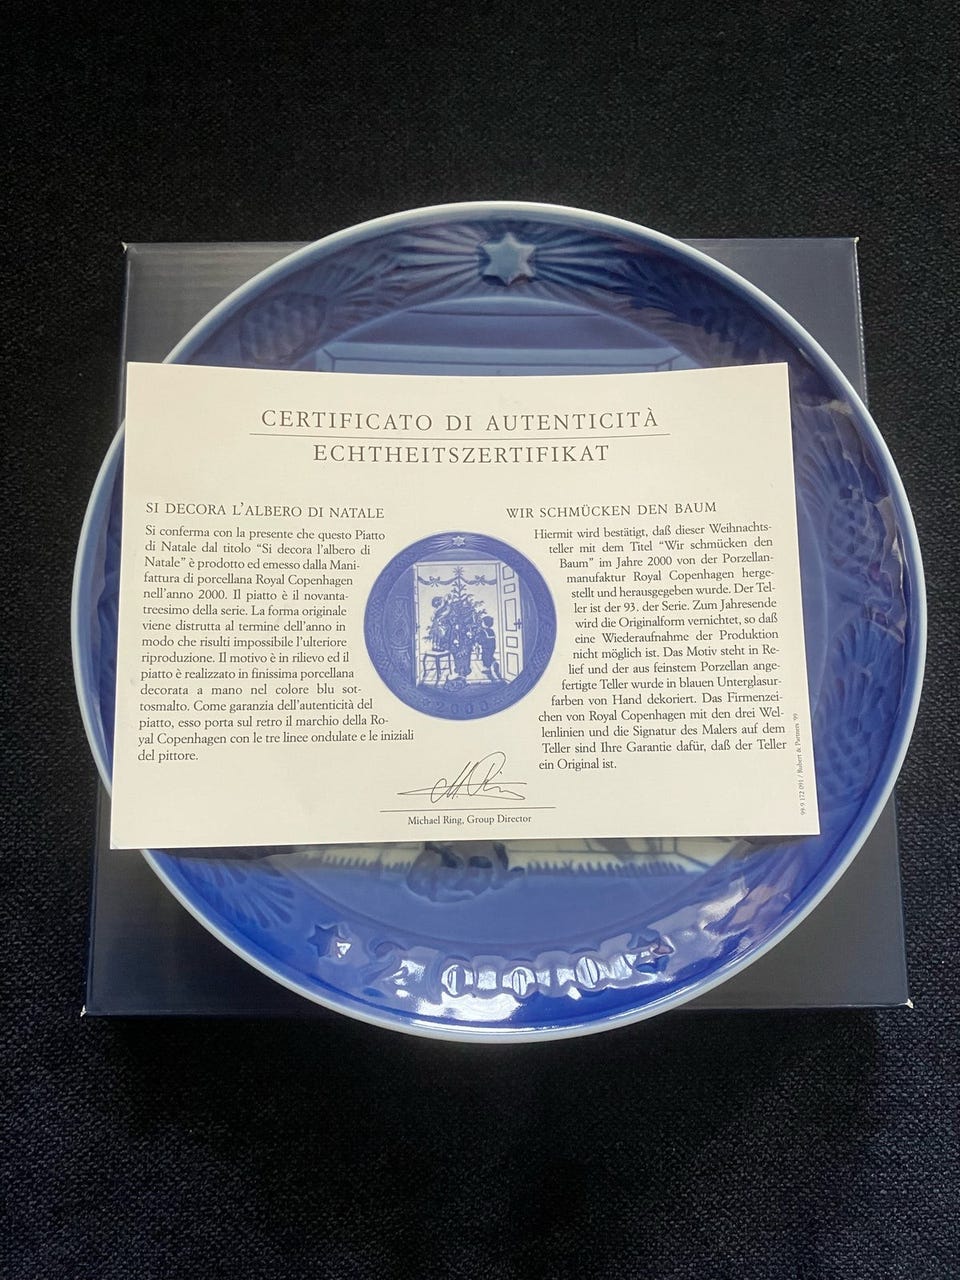 CERTIFICATO DI AUTENTICITÀ
ECHTHEITSZERTIFIKAT
SI DECORA L'ALBERO DI NATALE
Si conferma con la presente che questo Piatto
di Natale dal titolo “Si decora l'albero di
Natale” è prodotto ed emesso dalla Mani-
fattura di porcellana Royal Copenhagen
nell'anno 2000. Il piatto è il novanta-
treesimo della serie. La forma originale
viene distrutta al termine dell'anno in
modo che risulti impossibile l'ulteriore
riproduzione. Il motivo è in rilievo ed il
piatto è realizzato in finissima porcellana
decorata a mano nel colore blu sot-
tosmalto. Come garanzia dell'autenticità del
piatto, esso porta sul retro il marchio della Ro-
yal Copenhagen con le tre linee ondulate e le iniziali
del pittore.
WIR SCHMÜCKEN DEN BAUM
Hiermit wird bestätigt, daß dieser Weihnachts-
teller mit dem Titel “Wir schmücken den
Baum” im Jahre 2000 von der Porzellan-
manufaktur Royal Copenhagen herge-
stellt und herausgegeben wurde. Der Tel-
ler ist der 93. der Serie. Zum Jahresende
wird die Originalform vernichtet, so daß
eine Wiederaufnahme der Produktion
nicht möglich ist. Das Motiv steht in Re-
lief und der aus feinstem Porzellan ange-
fertigte Teller wurde in blauen Unterglasur-
farben von Hand dekoriert. Das Firmenzei-
chen von Royal Copenhagen mit den drei Wel-
lenlinien und die Signatur des Malers auf dem
Teller sind Ihre Garantie dafür, daß der Teller
ein Original ist.
2000
Michael Ring, Group Director
99-9 172 091 / Rubert & Partners 99
2000